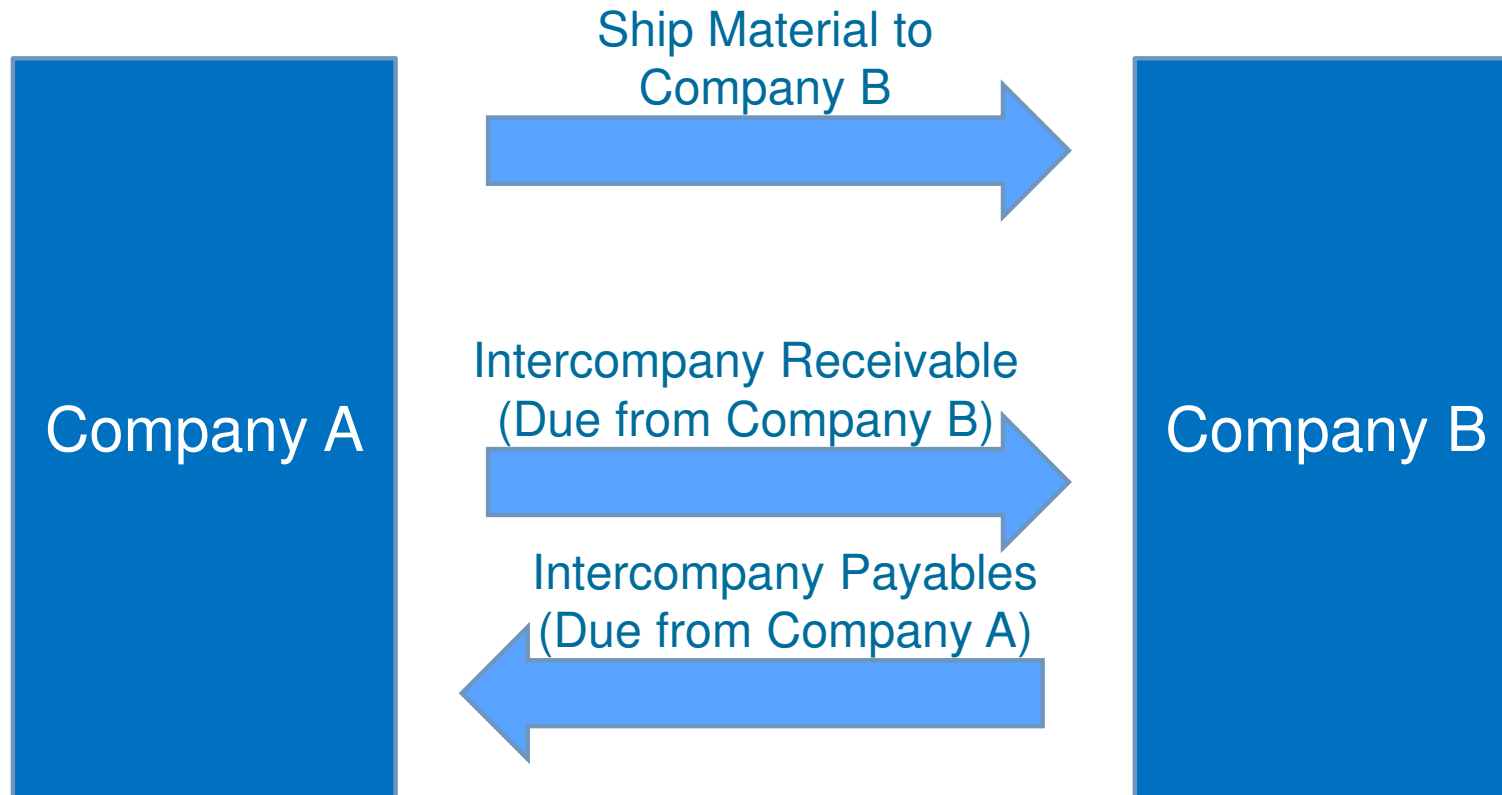 Ship Material to
Company B
Intercompany Receivable
(Due from Company B)
Company A
Company B
Intercompany Payables
(Due from Company A)